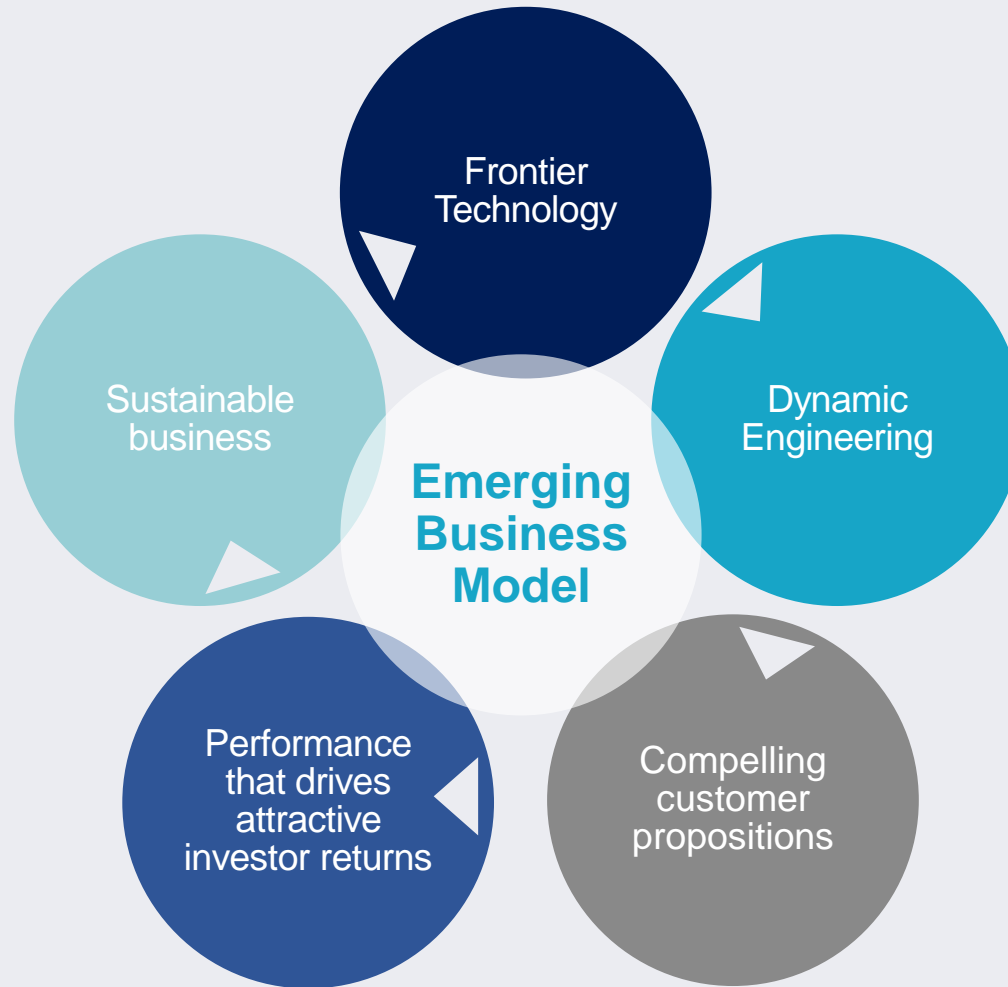 Frontier
Technology
Sustainable
business
Dynamic
Engineering
Emerging
Business
Model
Performance
that drives
attractive
investor returns
Compelling
customer
propositions